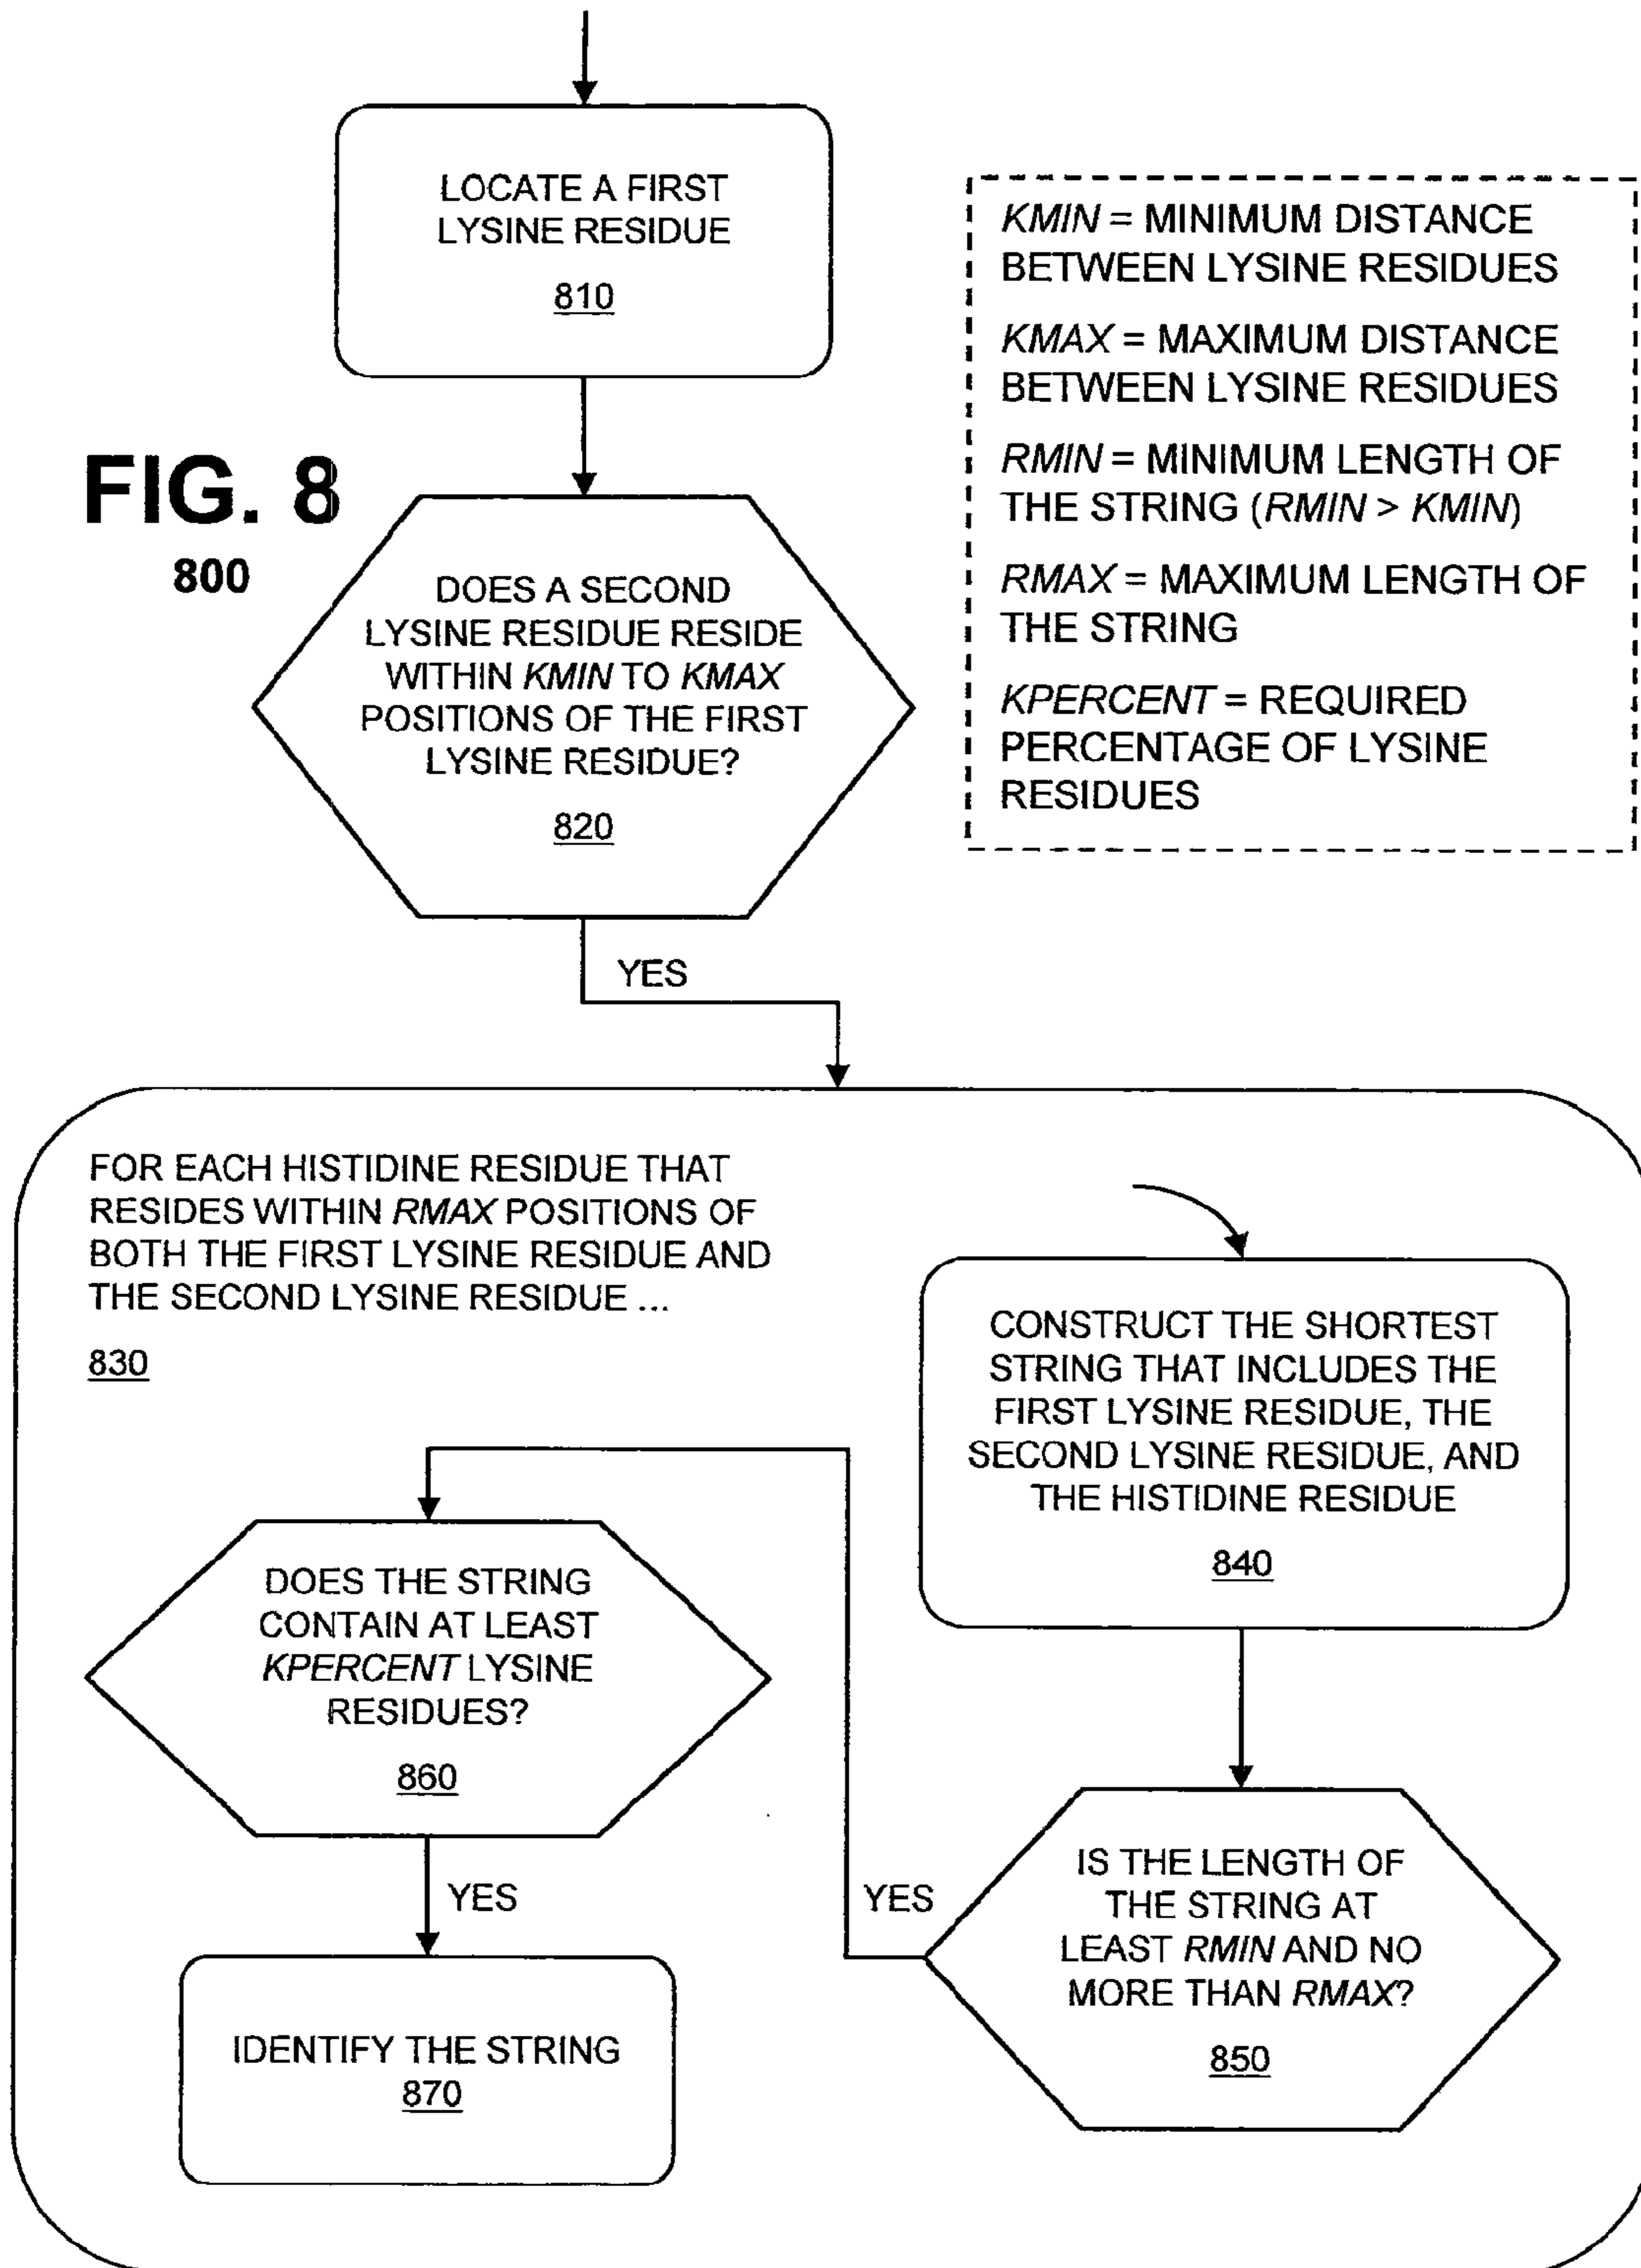 LOCATE A FIRST
LYSINE RESIDUE
810
KMIN = MINIMUM DISTANCE
BETWEEN LYSINE RESIDUES
KMAX = MAXIMUM DISTANCE
BETWEEN LYSINE RESIDUES
RMIN = MINIMUM LENGTH OF
THE STRING (RMIN > KMIN)
RMAX = MAXIMUM LENGTH OF
THE STRING
KPERCENT = REQUIRED
PERCENTAGE OF LYSINE
RESIDUES
FIG. 8
800
DOES A SECOND
LYSINE RESIDUE RESIDE
WITHIN KMIN TO KMAX
POSITIONS OF THE FIRST
LYSINE RESIDUE?
820
YES
FOR EACH HISTIDINE RESIDUE THAT
RESIDES WITHIN RMAX POSITIONS OF
BOTH THE FIRST LYSINE RESIDUE AND
THE SECOND LYSINE RESIDUE ...
830
CONSTRUCT THE SHORTEST
STRING THAT INCLUDES THE
FIRST LYSINE RESIDUE, THE
SECOND LYSINE RESIDUE, AND
THE HISTIDINE RESIDUE
840
IS THE LENGTH OF
THE STRING AT
LEAST RMIN AND NO
MORE THAN RMAX?
850
YES
DOES THE STRING
CONTAIN AT LEAST
KPERCENT LYSINE
RESIDUES?
860
YES
IDENTIFY THE STRING
870